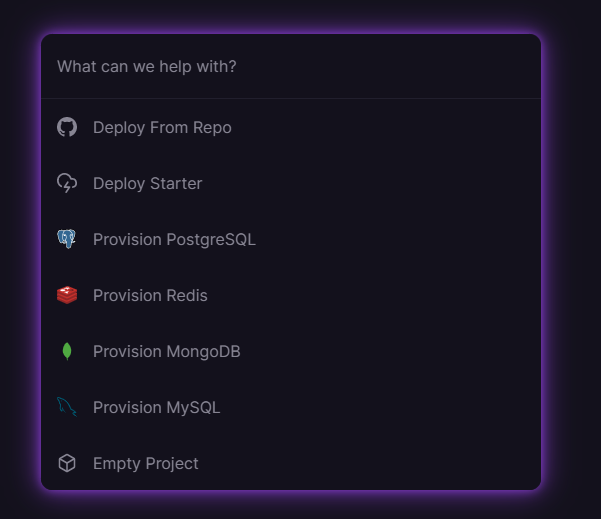 What can we help with?
Deploy From Repo
Deploy Starter
Provision PostgreSQL
Provision Redis
Provision MongoDB
Provision MySQL
Empty Project